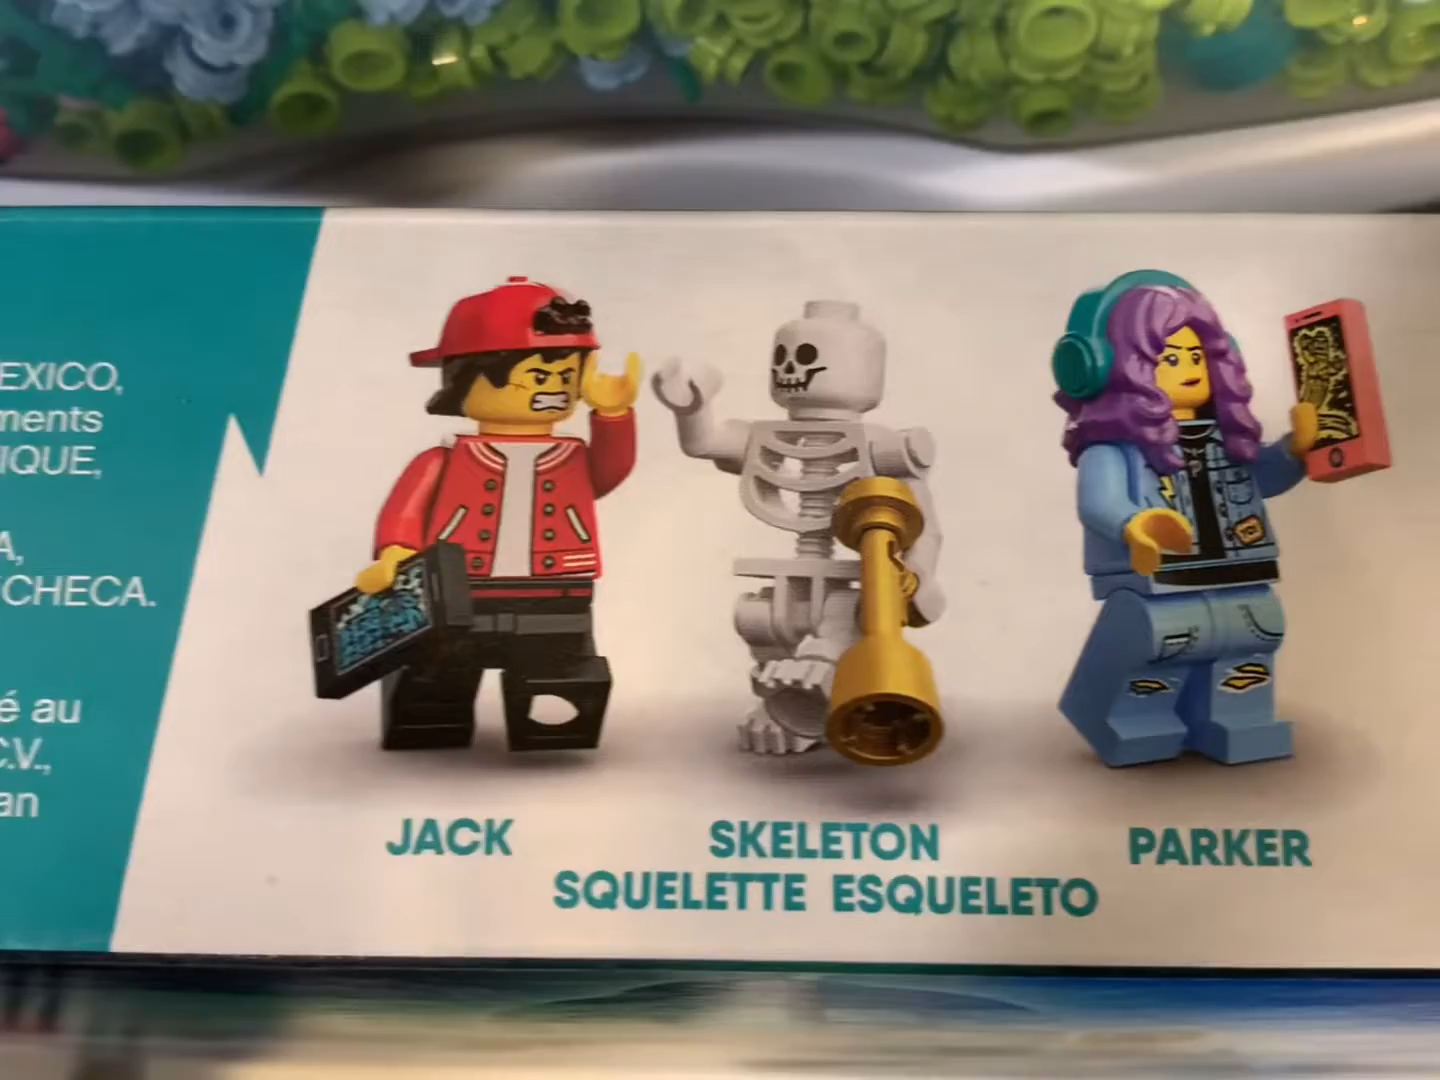 EXICO,
ments
IQUE,
A,
CHECA.
é au
C.V.,
an
JACK
SKELETON
PARKER
SQUELETTE ESQUELETO